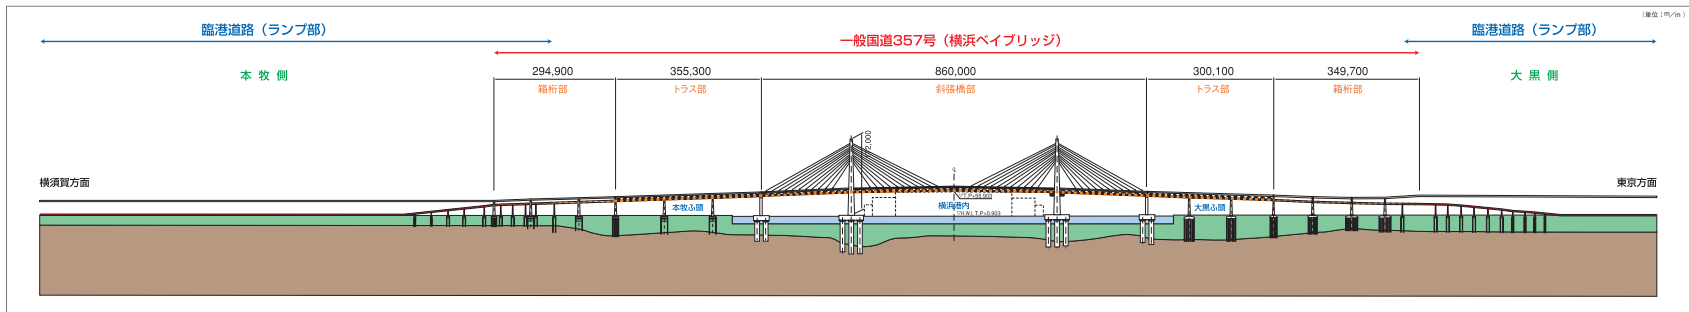 （単位：m/m）
臨港道路（ランプ部）
一般国道357号（横浜ベイブリッジ）
臨港道路（ランプ部）
本牧側
大黒側
294,900
355,300
860,000
300,100
349,700
箱桁部
トラス部
斜張橋部
トラス部
箱桁部
横須賀方面
東京方面
本牧ふ頭
横浜港内
大黒ふ頭
H.W.L T.P+0.903